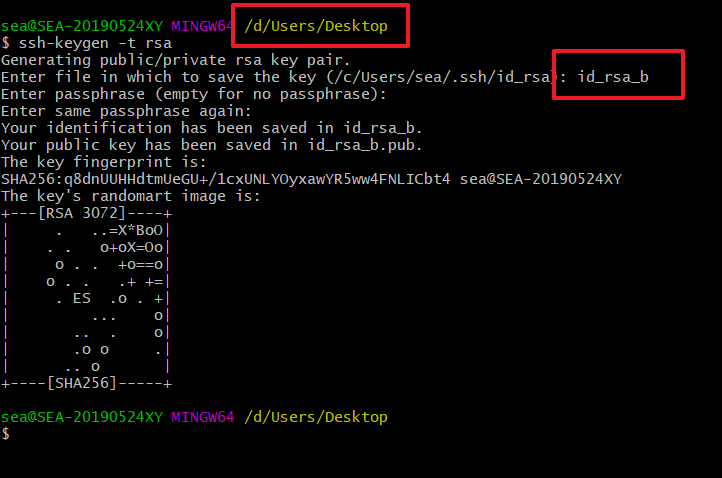 sea@SEA-20190524XY MINGW64 /d/Users/Desktop
$ ssh-keygen -t rsa
Generating public/private rsa key pair.
Enter file in which to save the key (/c/Users/sea/.ssh/id_rsa): id_rsa_b
Enter passphrase (empty for no passphrase):
Enter same passphrase again:
Your identification has been saved in id_rsa_b.
Your public key has been saved in id_rsa_b.pub.
The key fingerprint is:
SHA256:q8dnUUHHdtmUeGU+/1cxUNLYOyxawYR5ww4FNLICbt4 sea@SEA-20190524XY
The key's randomart image is:
+---[RSA 3072]----+
|     .   ..=X*BoO|
|    . .   o+oX=Oo|
|     o . .  +o==o|
|    o . .   .+ +=|
|     . ES  .o . +|
|         ...    o|
|       ..  .    o|
|       .o o     .|
|      .. o       |
+----[SHA256]-----+
sea@SEA-20190524XY MINGW64 /d/Users/Desktop
$